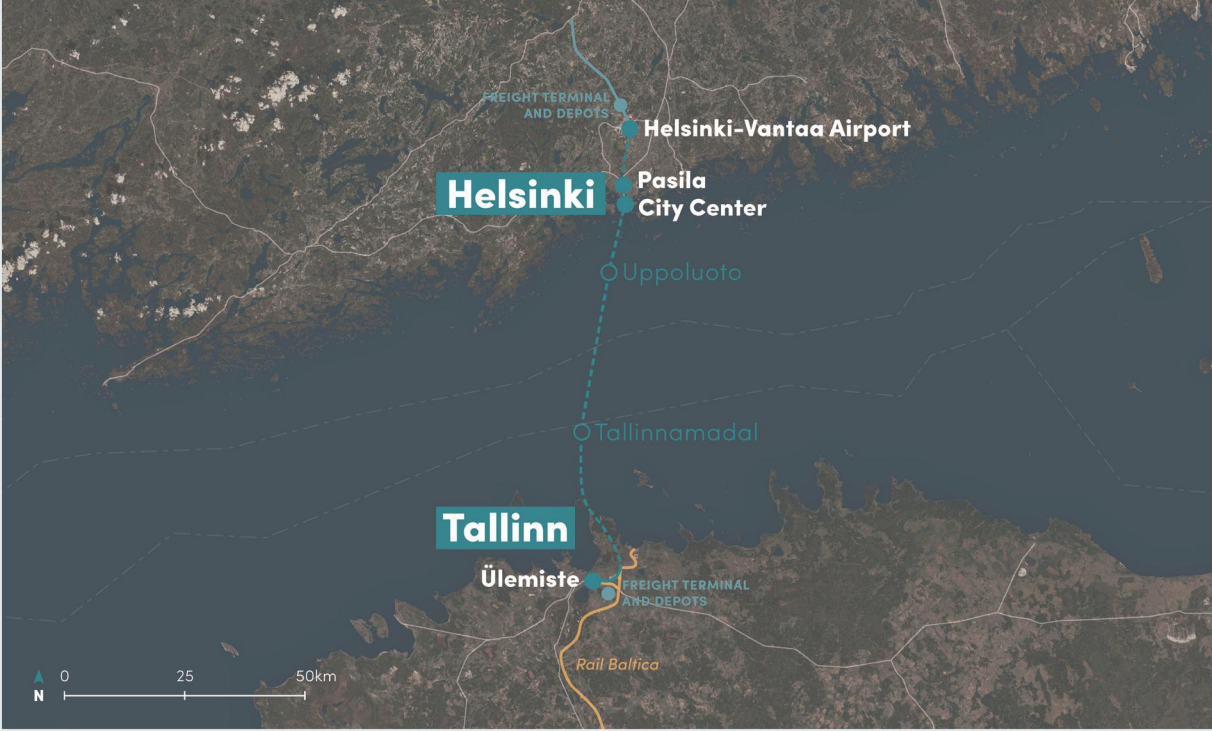 FREIGHT TERMINAL
AND DEPOTS
Helsinki-Vantaa Airport
Helsinki
Pasila
City Center
Uppoluoto
Tallinnamadal
Tallinn
Ülemiste
FREIGHT TERMINAL
AND DEPOTS
Rail Baltica
0 25 50km
N